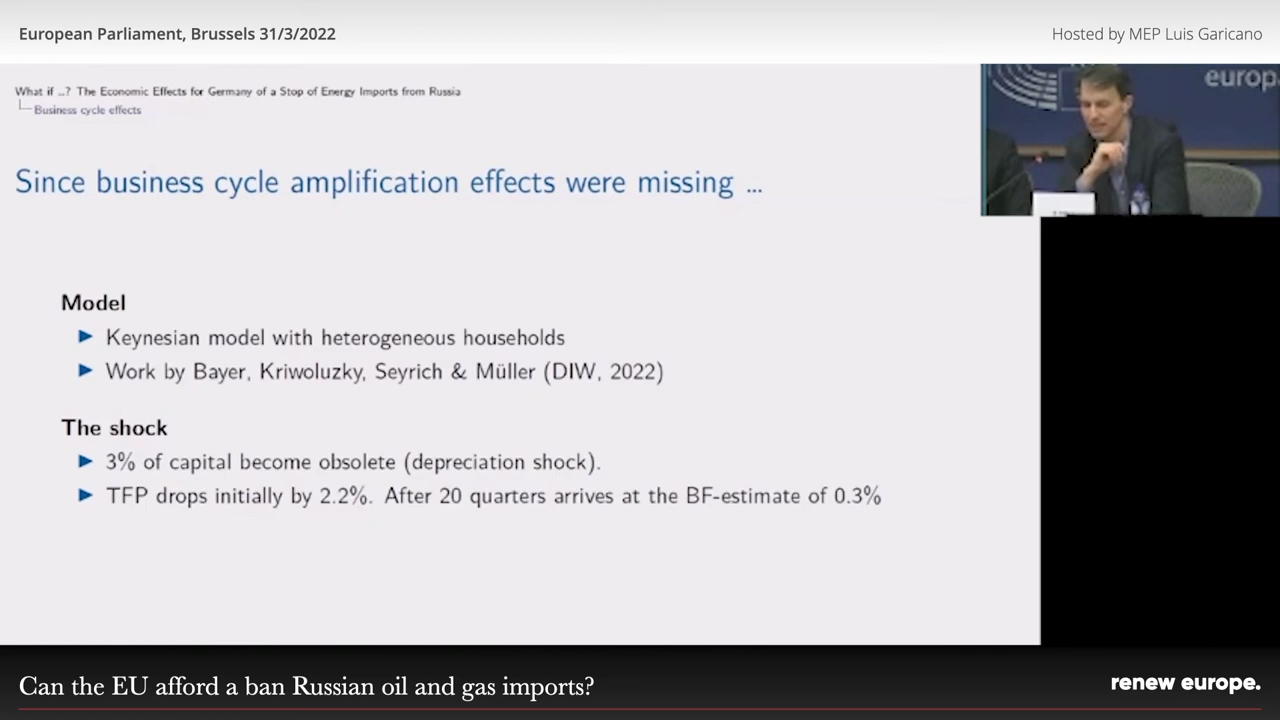 European Parliament, Brussels 31/3/2022
Hosted by MEP Luis Garicano
What if ...? The Economic Effects for Germany of a Stop of Energy Imports from Russia
Business cycle effects
europ
Since business cycle amplification effects were missing ...
Model
Keynesian model with heterogeneous households
Work by Bayer, Kriwoluzky, Seyrich & Müller (DIW, 2022)
The shock
3% of capital become obsolete (depreciation shock).
TFP drops initially by 2.2%. After 20 quarters arrives at the BF-estimate of 0.3%
Can the EU afford a ban Russian oil and gas imports?
renew europe.